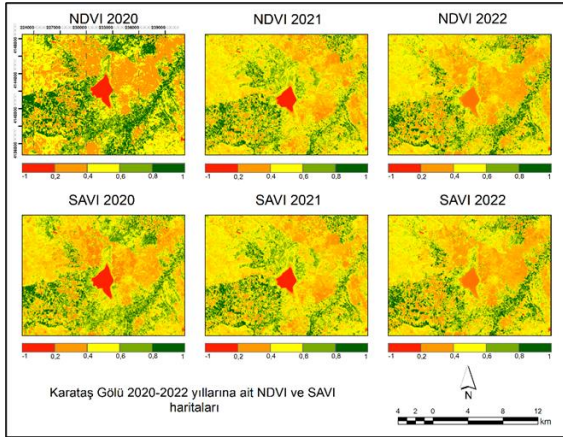 NDVI 2020
NDVI 2021
NDVI 2022
-1 0,2 0,4 0,6 0,8 1
-1 0,2 0,4 0,6 0,8 1
-1 0,2 0,4 0,6 0,8 1
SAVI 2020
SAVI 2021
SAVI 2022
-1 0,2 0,4 0,6 0,8 1
-1 0,2 0,4 0,6 0,8 1
-1 0,2 0,4 0,6 0,8 1
Karataş Gölü 2020-2022 yıllarına ait NDVI ve SAVI
haritaları
N
4 2 0 4 8 12
km